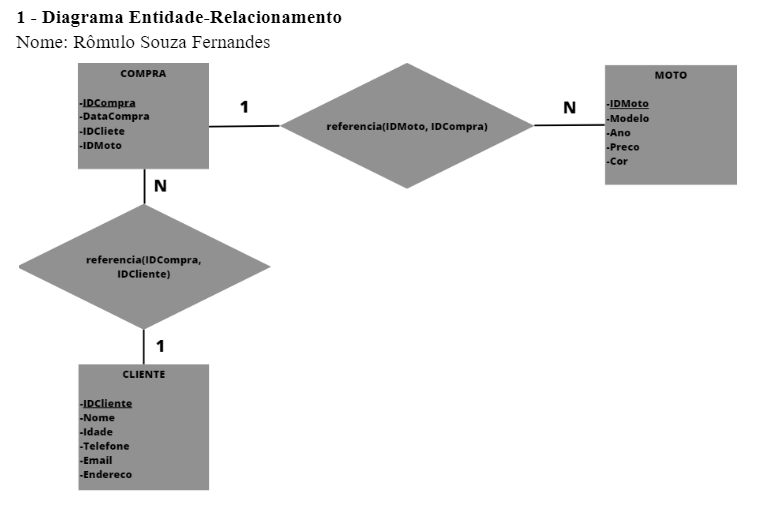 1 - Diagrama Entidade-Relacionamento
Nome: Rômulo Souza Fernandes
COMPRA
-IDCompra
-DataCompra
-IDCliete
-IDMoto
1
referencia(IDMoto, IDCompra)
N
MOTO
-IDMoto
-Modelo
-Ano
-Preco
-Cor
N
referencia(IDCompra,
IDCliente)
1
CLIENTE
-IDCliente
-Nome
-Idade
-Telefone
-Email
-Endereco